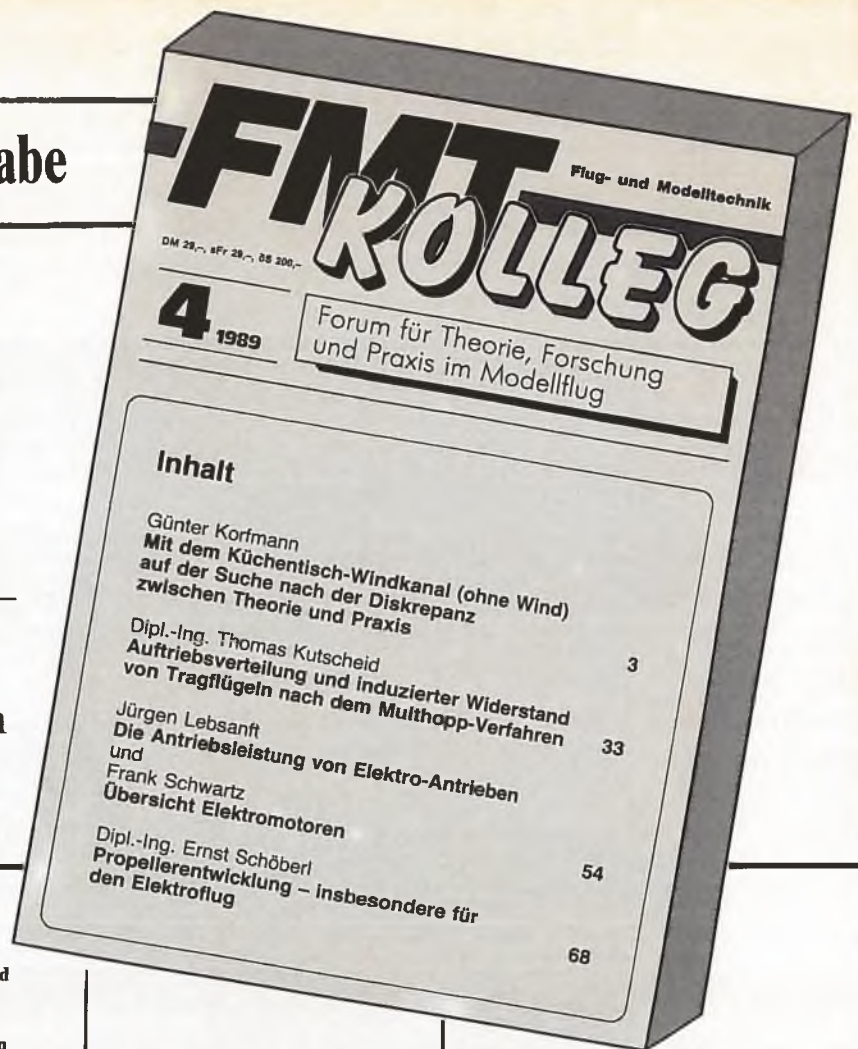 abe
FMT
Flug- und Modelltechnik
KOLLEG
DM 29,-, sFr 29,-, öS 200,-
4 1989
Forum für Theorie, Forschung
und Praxis im Modellflug
Inhalt
Günter Korfmann
Mit dem Küchentisch-Windkanal (ohne Wind)
auf der Suche nach der Diskrepanz
zwischen Theorie und Praxis 3
Dipl.-Ing. Thomas Kutscheid
Auftriebsverteilung und induzierter Widerstand
von Tragflügeln nach dem Multhopp-Verfahren 33
Jürgen Lebsanft
Die Antriebsleistung von Elektro-Antrieben
und
Frank Schwartz
Übersicht Elektromotoren 54
Dipl.-Ing. Ernst Schöberl
Propellerentwicklung – insbesondere für
den Elektroflug 68